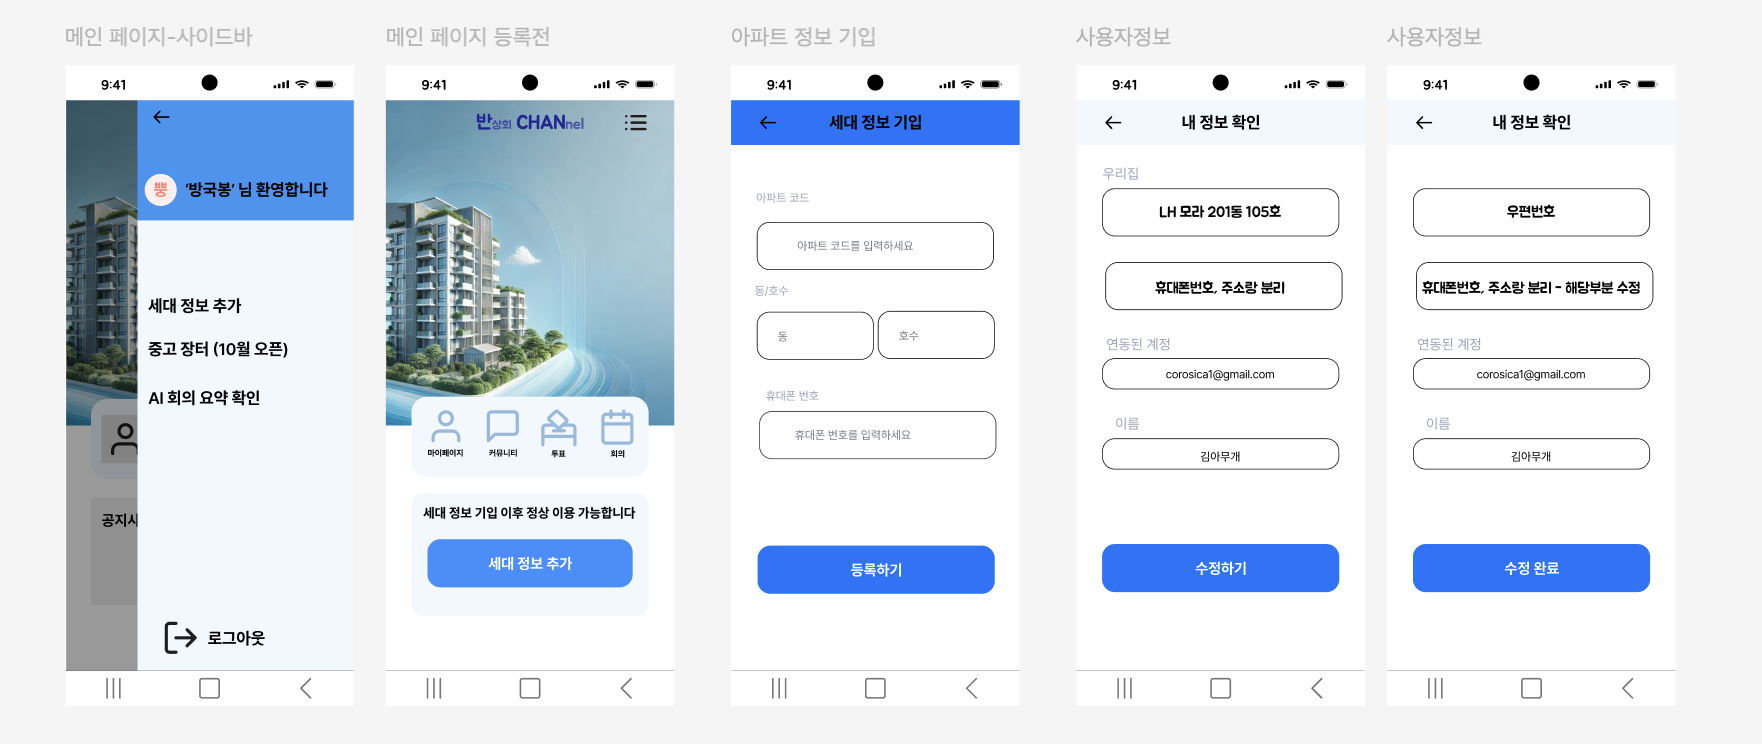 메인 페이지-사이드바
9:41
‘방국봉’ 님 환영합니다
뿡
세대 정보 추가
중고 장터 (10월 오픈)
AI 회의 요약 확인
공지사
로그아웃
메인 페이지 등록전
9:41
반상회 CHANnel
마이페이지
커뮤니티
투표
회의
세대 정보 기입 이후 정상 이용 가능합니다
세대 정보 추가
아파트 정보 기입
9:41
세대 정보 기입
아파트 코드
아파트 코드를 입력하세요
동/호수
동
호수
휴대폰 번호
휴대폰 번호를 입력하세요
등록하기
사용자정보
9:41
내 정보 확인
우리집
LH 모라 201동 105호
휴대폰번호, 주소랑 분리
연동된 계정
corosica1@gmail.com
이름
김아무개
수정하기
사용자정보
9:41
내 정보 확인
우편번호
휴대폰번호, 주소랑 분리 - 해당부분 수정
연동된 계정
corosica1@gmail.com
이름
김아무개
수정 완료